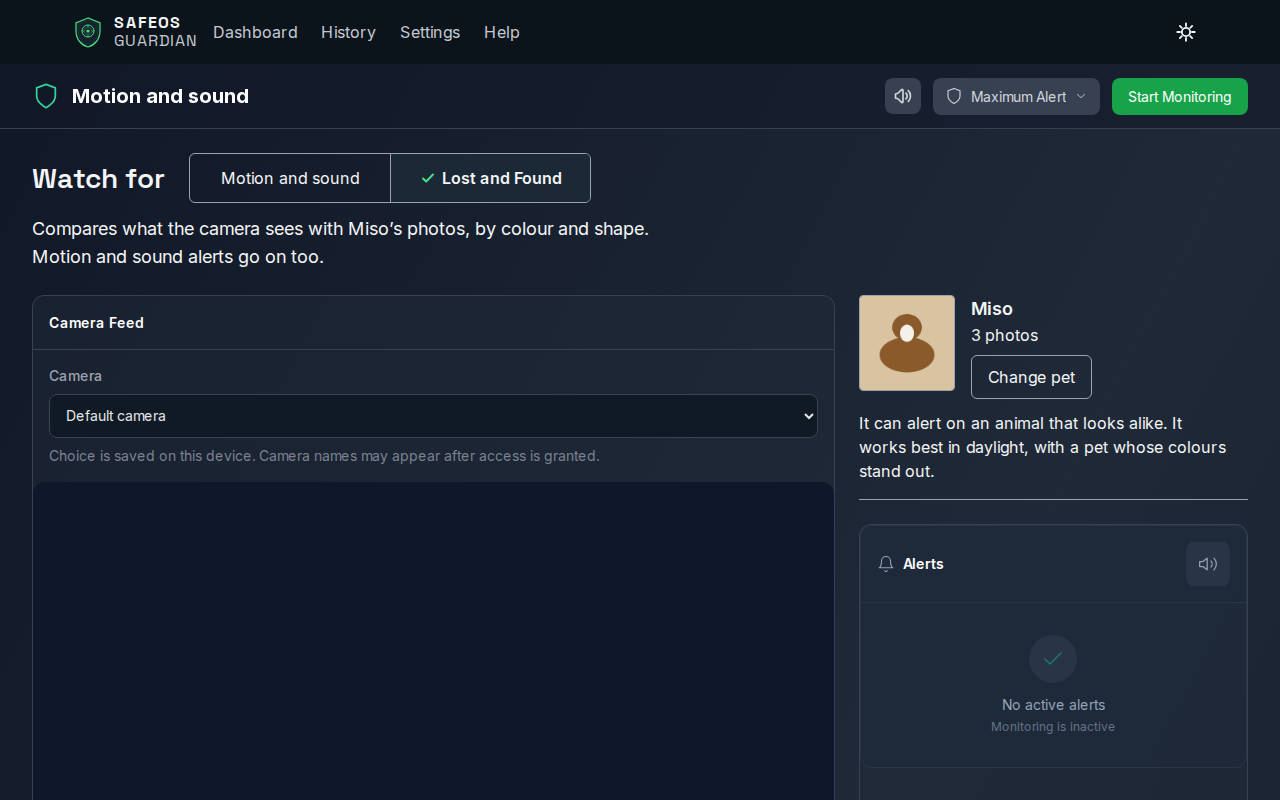 SAFEOS
GUARDIAN
Dashboard
History
Settings
Help
Motion and sound
Maximum Alert
Start Monitoring
Watch for
Motion and sound
Lost and Found
Compares what the camera sees with Miso’s photos, by colour and shape.
Motion and sound alerts go on too.
Camera Feed
Camera
Default camera
Choice is saved on this device. Camera names may appear after access is granted.
Miso
3 photos
Change pet
It can alert on an animal that looks alike. It
works best in daylight, with a pet whose colours
stand out.
Alerts
No active alerts
Monitoring is inactive